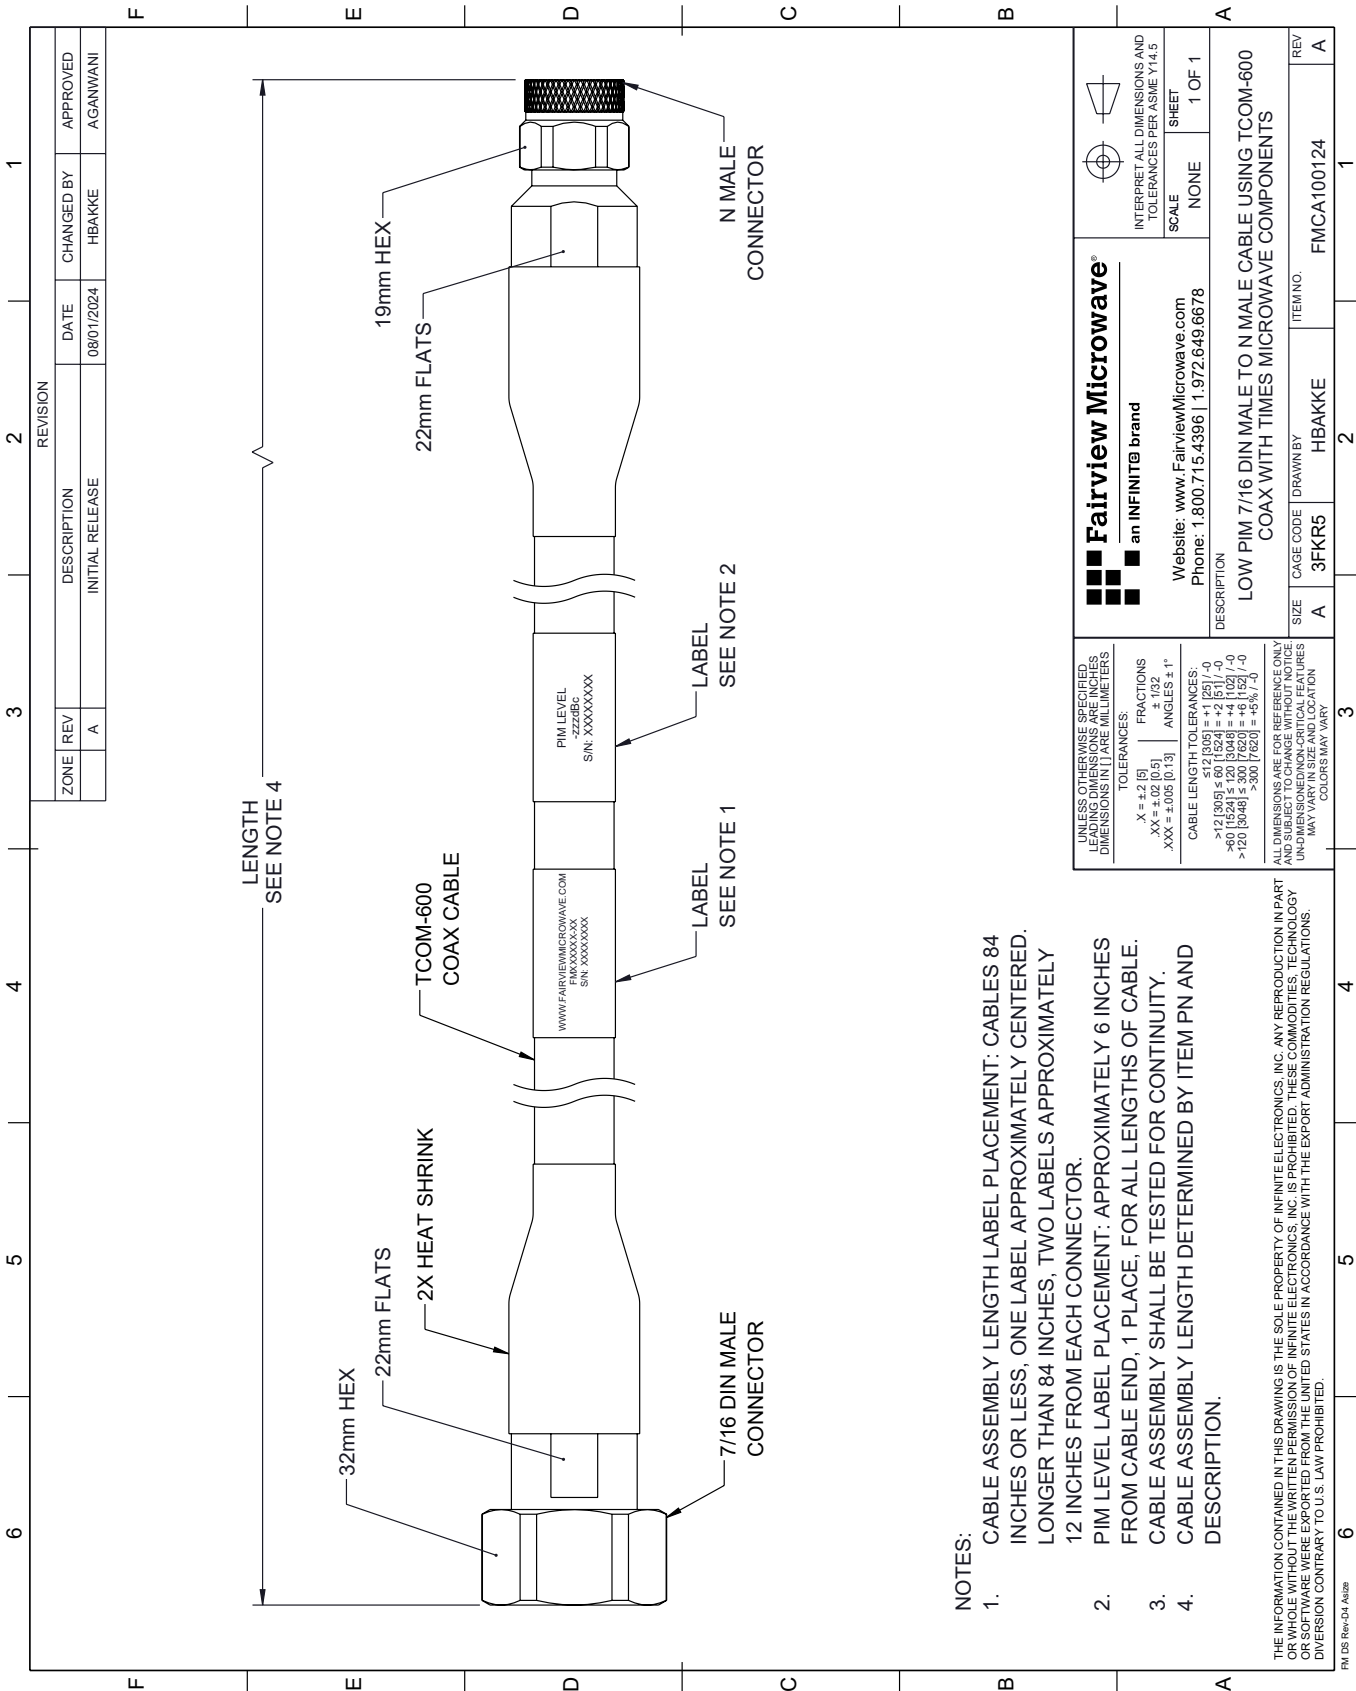 REVISION
ZONE REV DESCRIPTION DATE CHANGED BY APPROVED
A INITIAL RELEASE 08/01/2024 HBAKKE AGANWANI
6 5 4 3 2 1
F
E
D
C
B
A
LENGTH
SEE NOTE 4
32mm HEX
22mm FLATS
2X HEAT SHRINK
TCOM-600
COAX CABLE
22mm FLATS
19mm HEX
WWW.FAIRVIEWMICROWAVE.COM
FMXXXXX-XX
S/N: XXXXXXXX
PIM LEVEL
-zzzdBc
S/N: XXXXXXXX
7/16 DIN MALE
CONNECTOR
LABEL
SEE NOTE 1
LABEL
SEE NOTE 2
N MALE
CONNECTOR
NOTES:
1. CABLE ASSEMBLY LENGTH LABEL PLACEMENT: CABLES 84
INCHES OR LESS, ONE LABEL APPROXIMATELY CENTERED.
LONGER THAN 84 INCHES, TWO LABELS APPROXIMATELY
12 INCHES FROM EACH CONNECTOR.
2. PIM LEVEL LABEL PLACEMENT: APPROXIMATELY 6 INCHES
FROM CABLE END, 1 PLACE, FOR ALL LENGTHS OF CABLE.
3. CABLE ASSEMBLY SHALL BE TESTED FOR CONTINUITY.
4. CABLE ASSEMBLY LENGTH DETERMINED BY ITEM PN AND
DESCRIPTION.
THE INFORMATION CONTAINED IN THIS DRAWING IS THE SOLE PROPERTY OF INFINITE ELECTRONICS, INC. ANY REPRODUCTION IN PART
OR WHOLE WITHOUT THE WRITTEN PERMISSION OF INFINITE ELECTRONICS, INC. IS PROHIBITED. THESE COMMODITIES, TECHNOLOGY
OR SOFTWARE WERE EXPORTED FROM THE UNITED STATES IN ACCORDANCE WITH THE EXPORT ADMINISTRATION REGULATIONS.
DIVERSION CONTRARY TO U.S. LAW PROHIBITED.
UNLESS OTHERWISE SPECIFIED
LEADING DIMENSIONS ARE INCHES
DIMENSIONS IN [ ] ARE MILLIMETERS
TOLERANCES:
.X = ±.2 [5] FRACTIONS
.XX = ±.02 [0.5] ± 1/32
.XXX = ±.005 [0.13] ANGLES ± 1°
CABLE LENGTH TOLERANCES:
≤12 [305] = +1 [25] / -0
>12 [305] ≤ 60 [1524] = +2 [51] / -0
>60 [1524] ≤ 120 [3048] = +4 [102] / -0
>120 [3048] ≤ 300 [7620] = +6 [152] / -0
>300 [7620] = +5% / -0
ALL DIMENSIONS ARE FOR REFERENCE ONLY
AND SUBJECT TO CHANGE WITHOUT NOTICE.
UN-DIMENSIONED/NON-CRITICAL FEATURES
MAY VARY IN SIZE AND LOCATION
COLORS MAY VARY
Fairview Microwave®
an INFINIT℮ brand
Website: www.FairviewMicrowave.com
Phone: 1.800.715.4396 | 1.972.649.6678
INTERPRET ALL DIMENSIONS AND
TOLERANCES PER ASME Y14.5
SCALE SHEET
NONE 1 OF 1
DESCRIPTION
LOW PIM 7/16 DIN MALE TO N MALE CABLE USING TCOM-600
COAX WITH TIMES MICROWAVE COMPONENTS
SIZE CAGE CODE DRAWN BY ITEM NO. REV
A 3FKR5 HBAKKE FMCA100124 A
6 5 4 3 2 1
F
E
D
C
B
A
FM DS Rev-D4 Asize